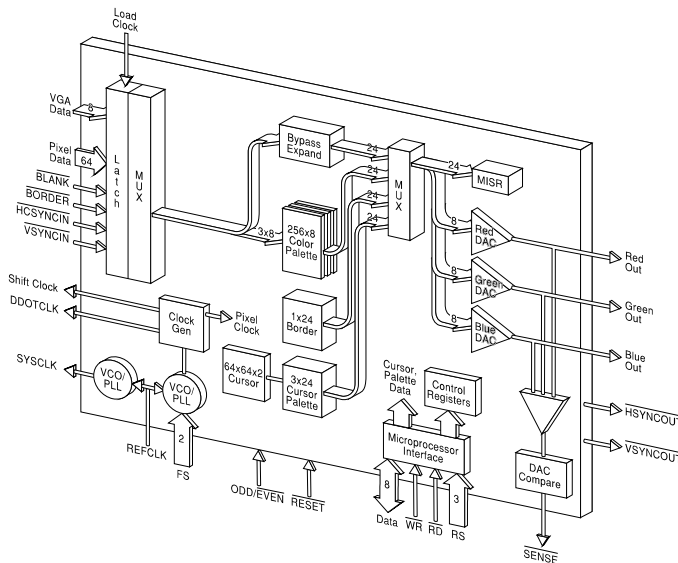 Load
Clock
VGA
Data
8
Pixel
Data
64
BLANK
BORDER
HCSYNCIN
VSYNCIN
Latch
MUX
Bypass
Expand
24
24
24
24
MUX
24
MISR
3x8
256x8
Color
Palette
8
Red
DAC
Red
Out
8
Green
DAC
Green
Out
8
Blue
DAC
Blue
Out
Shift Clock
DDOTCLK
Clock
Gen
Pixel
Clock
1x24
Border
SYSCLK
VCO/
PLL
VCO/
PLL
64x64x2
Cursor
3x24
Cursor
Palette
Cursor,
Palette
Data
Control
Registers
HSYNCOUT
VSYNCOUT
REFCLK
2
FS
Microprocessor
Interface
DAC
Compare
ODD/EVEN
RESET
8
3
Data
WR
RD
RS
SENSE